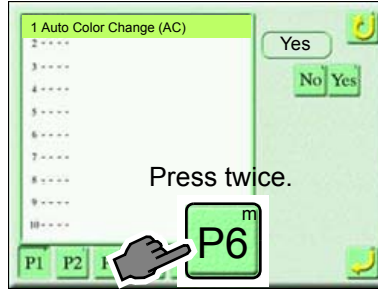 1 Auto Color Change (AC)
2 - - - -
3 - - - -
4 - - - -
5 - - - -
6 - - - -
7 - - - -
8 - - - -
9 - - - -
10 - - - -
Yes
No Yes
Press twice.
m
P6
P1 P2